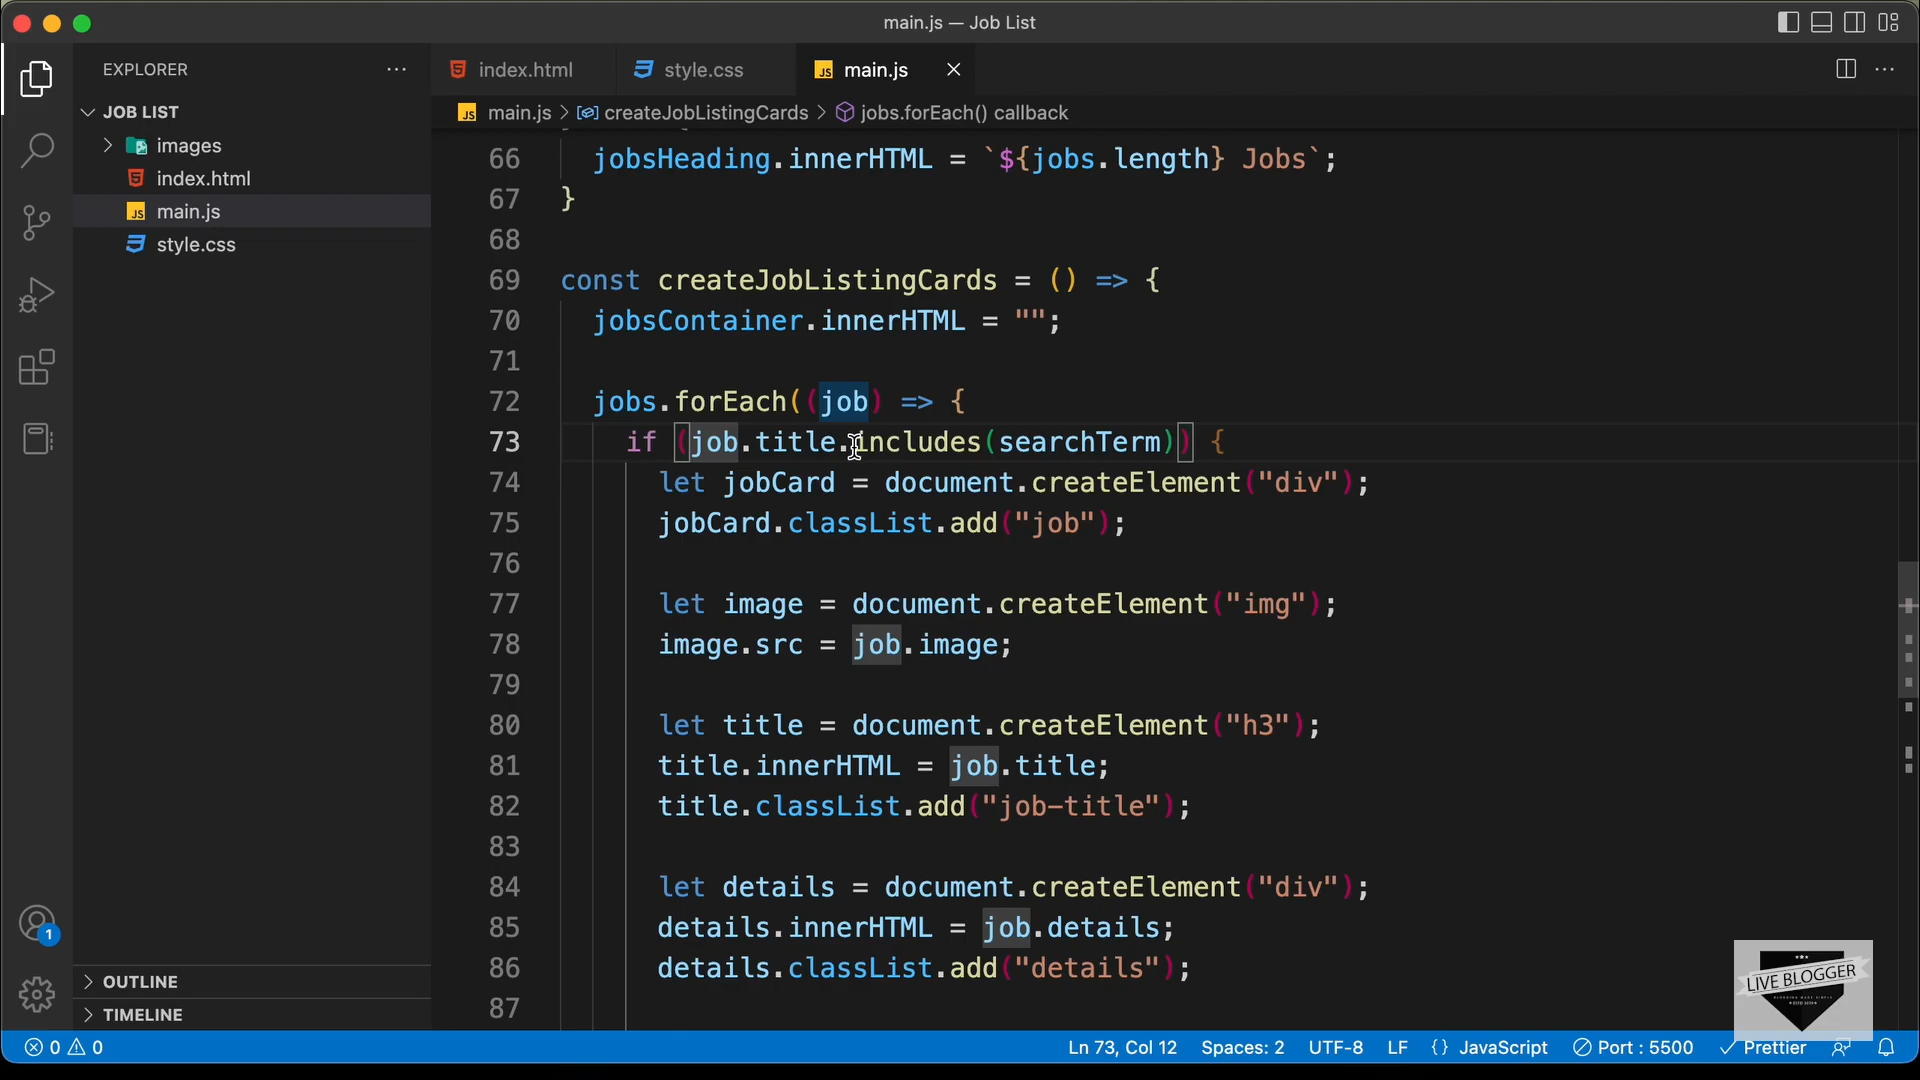 main.js — Job List
EXPLORER
JOB LIST
images
index.html
main.js
style.css
OUTLINE
TIMELINE
index.html
style.css
main.js
main.js > createJobListingCards > jobs.forEach() callback
66 jobsHeading.innerHTML = `${jobs.length} Jobs`;
67 }
68
69 const createJobListingCards = () => {
70 jobsContainer.innerHTML = "";
71
72 jobs.forEach((job) => {
73 if (job.title.includes(searchTerm)) {
74 let jobCard = document.createElement("div");
75 jobCard.classList.add("job");
76
77 let image = document.createElement("img");
78 image.src = job.image;
79
80 let title = document.createElement("h3");
81 title.innerHTML = job.title;
82 title.classList.add("job-title");
83
84 let details = document.createElement("div");
85 details.innerHTML = job.details;
86 details.classList.add("details");
87
LIVE BLOGGER
1
0 0
Ln 73, Col 12 Spaces: 2 UTF-8 LF {} JavaScript Port : 5500 Prettier